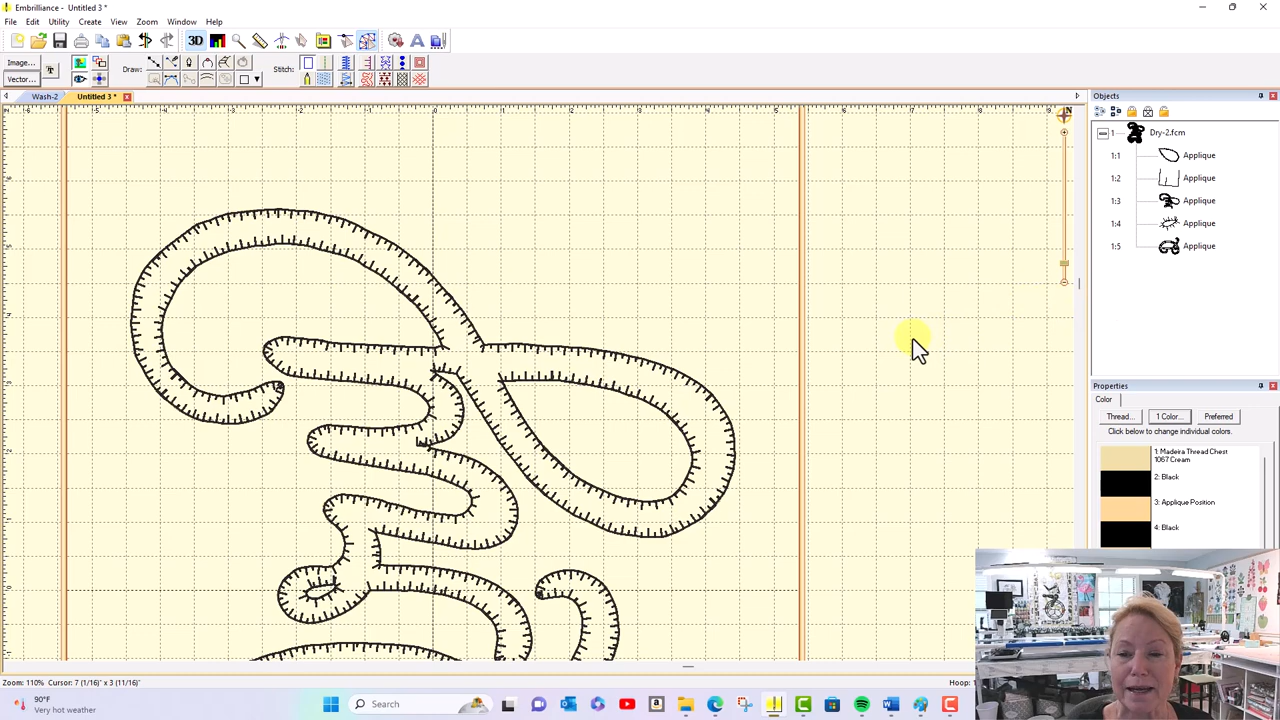 Embrilliance - Untitled 3 *
File Edit Utility Create View Zoom Window Help
3D
Image...
Draw:
Stitch:
Vector...
Wash-2
Untitled 3 *
N
Objects
1 Dry-2.fcm
1:1 Applique
1:2 Applique
1:3 Applique
1:4 Applique
1:5 Applique
Properties
Color
Thread... 1 Color... Preferred
Click below to change individual colors.
1: Madeira Thread Chest
1067 Cream
2: Black
3: Applique Position
4: Black
Zoom: 110% Cursor: 7 (1/16)" x 3 (11/16)"
Hoop: 1
90°F
Very hot weather
Search